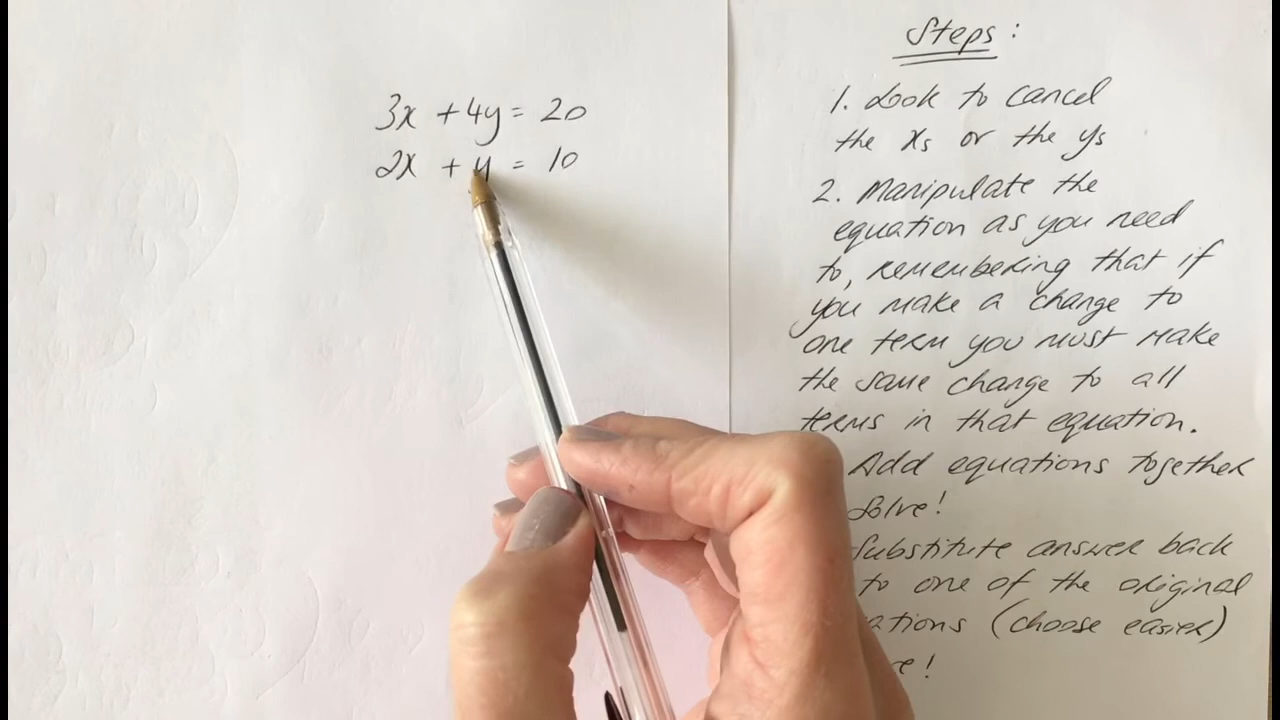 3x + 4y = 20
2x + y = 10
Steps :
1. Look to cancel
the xs or the ys
2. Manipulate the
equation as you need
to, remembering that if
you make a change to
one term you must make
the same change to all
terms in that equation.
Add equations together
Solve!
Substitute answer back
to one of the original
(choose easier)